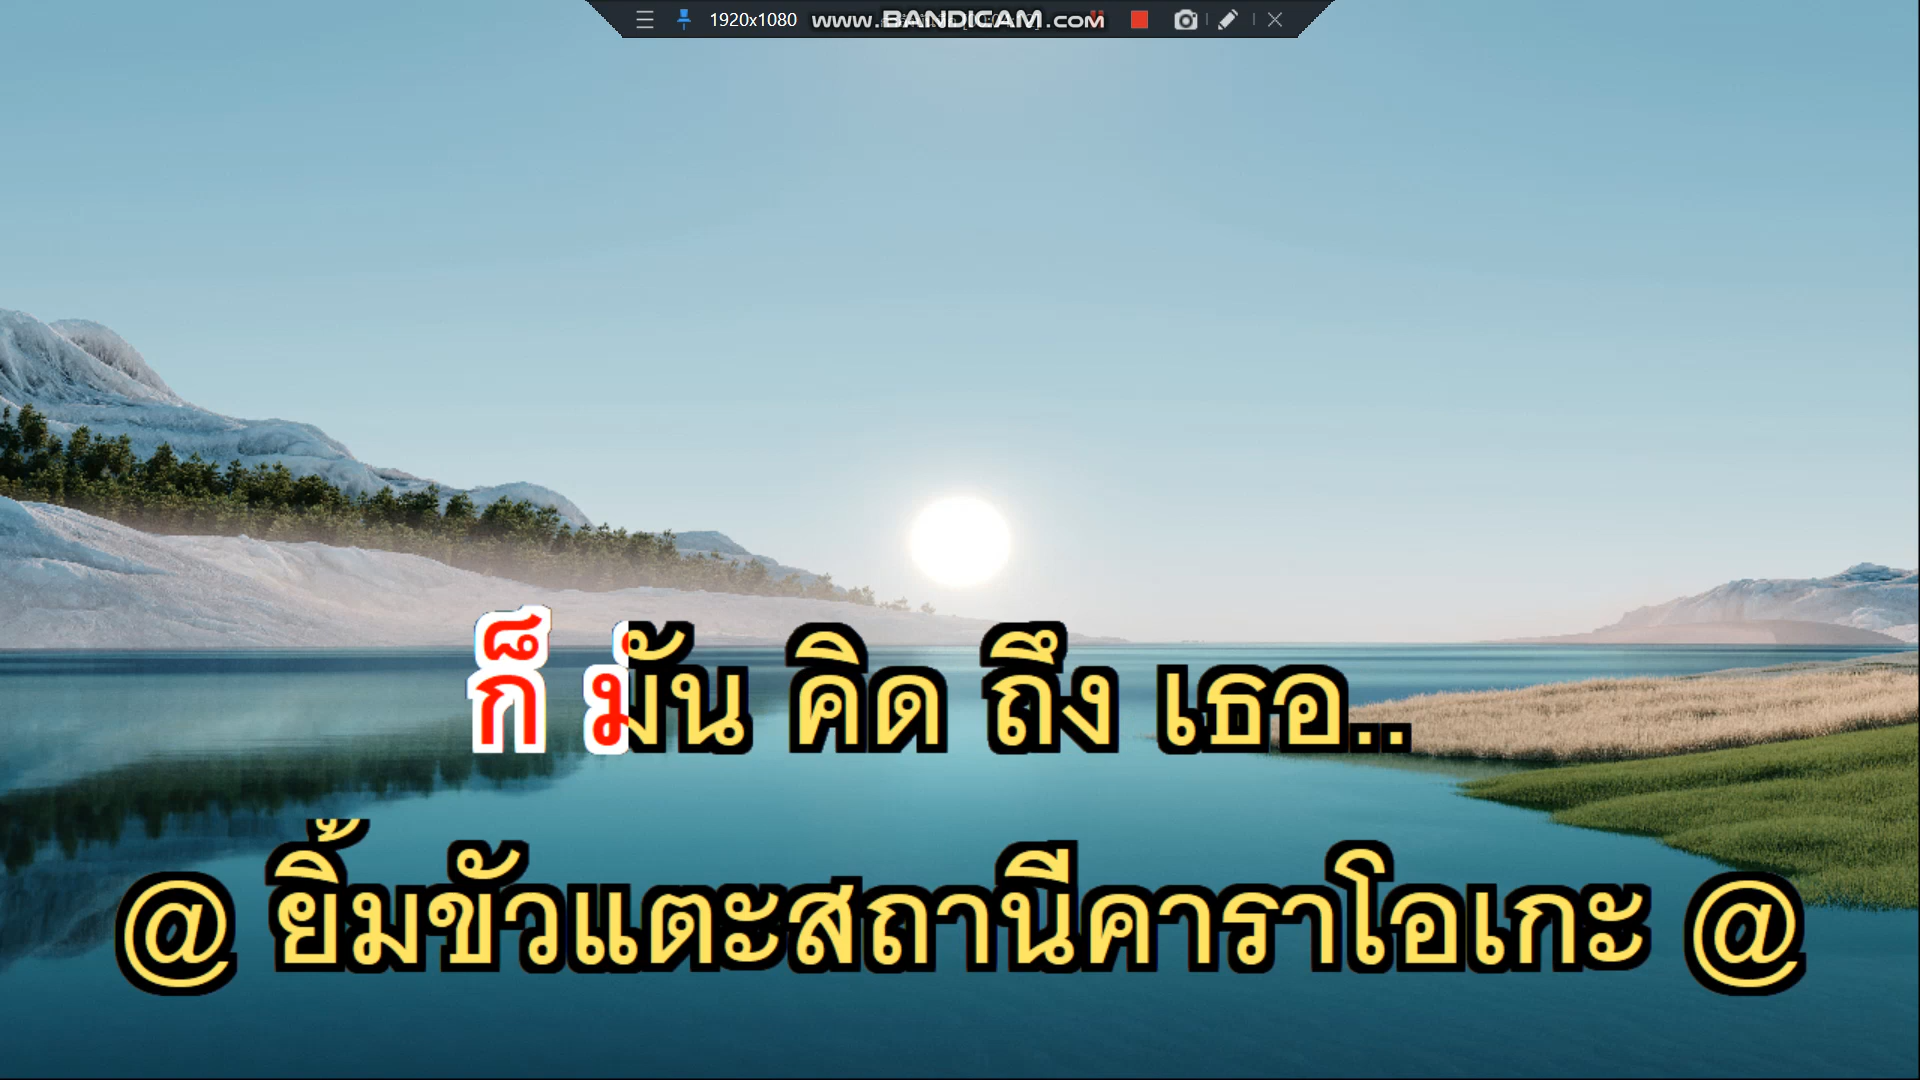 1920x1080 www.BANDICAM.com
ก็ มัน คิด ถึง เธอ..
@ ยิ้มขัวแตะสถานีคาราโอเกะ @